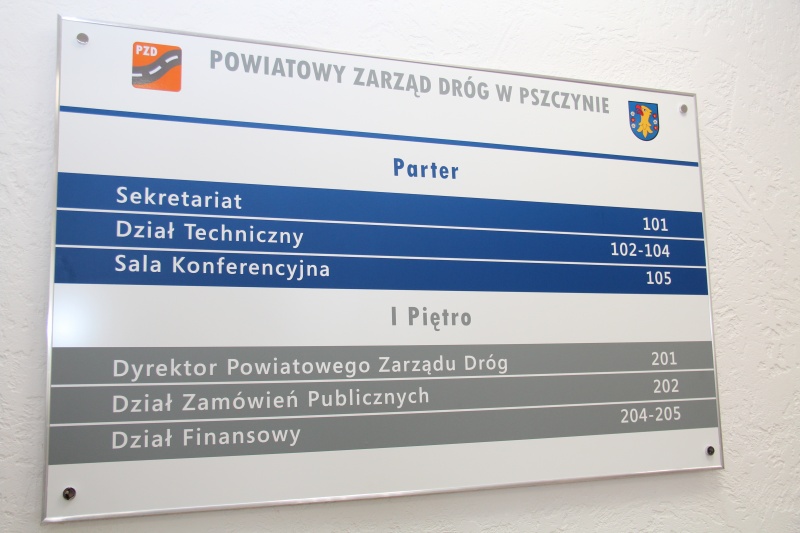 PZD
POWIATOWY ZARZĄD DRÓG W PSZCZYNIE
Parter
Sekretariat 101
Dział Techniczny 102-104
Sala Konferencyjna 105
I Piętro
Dyrektor Powiatowego Zarządu Dróg 201
Dział Zamówień Publicznych 202
Dział Finansowy 204-205